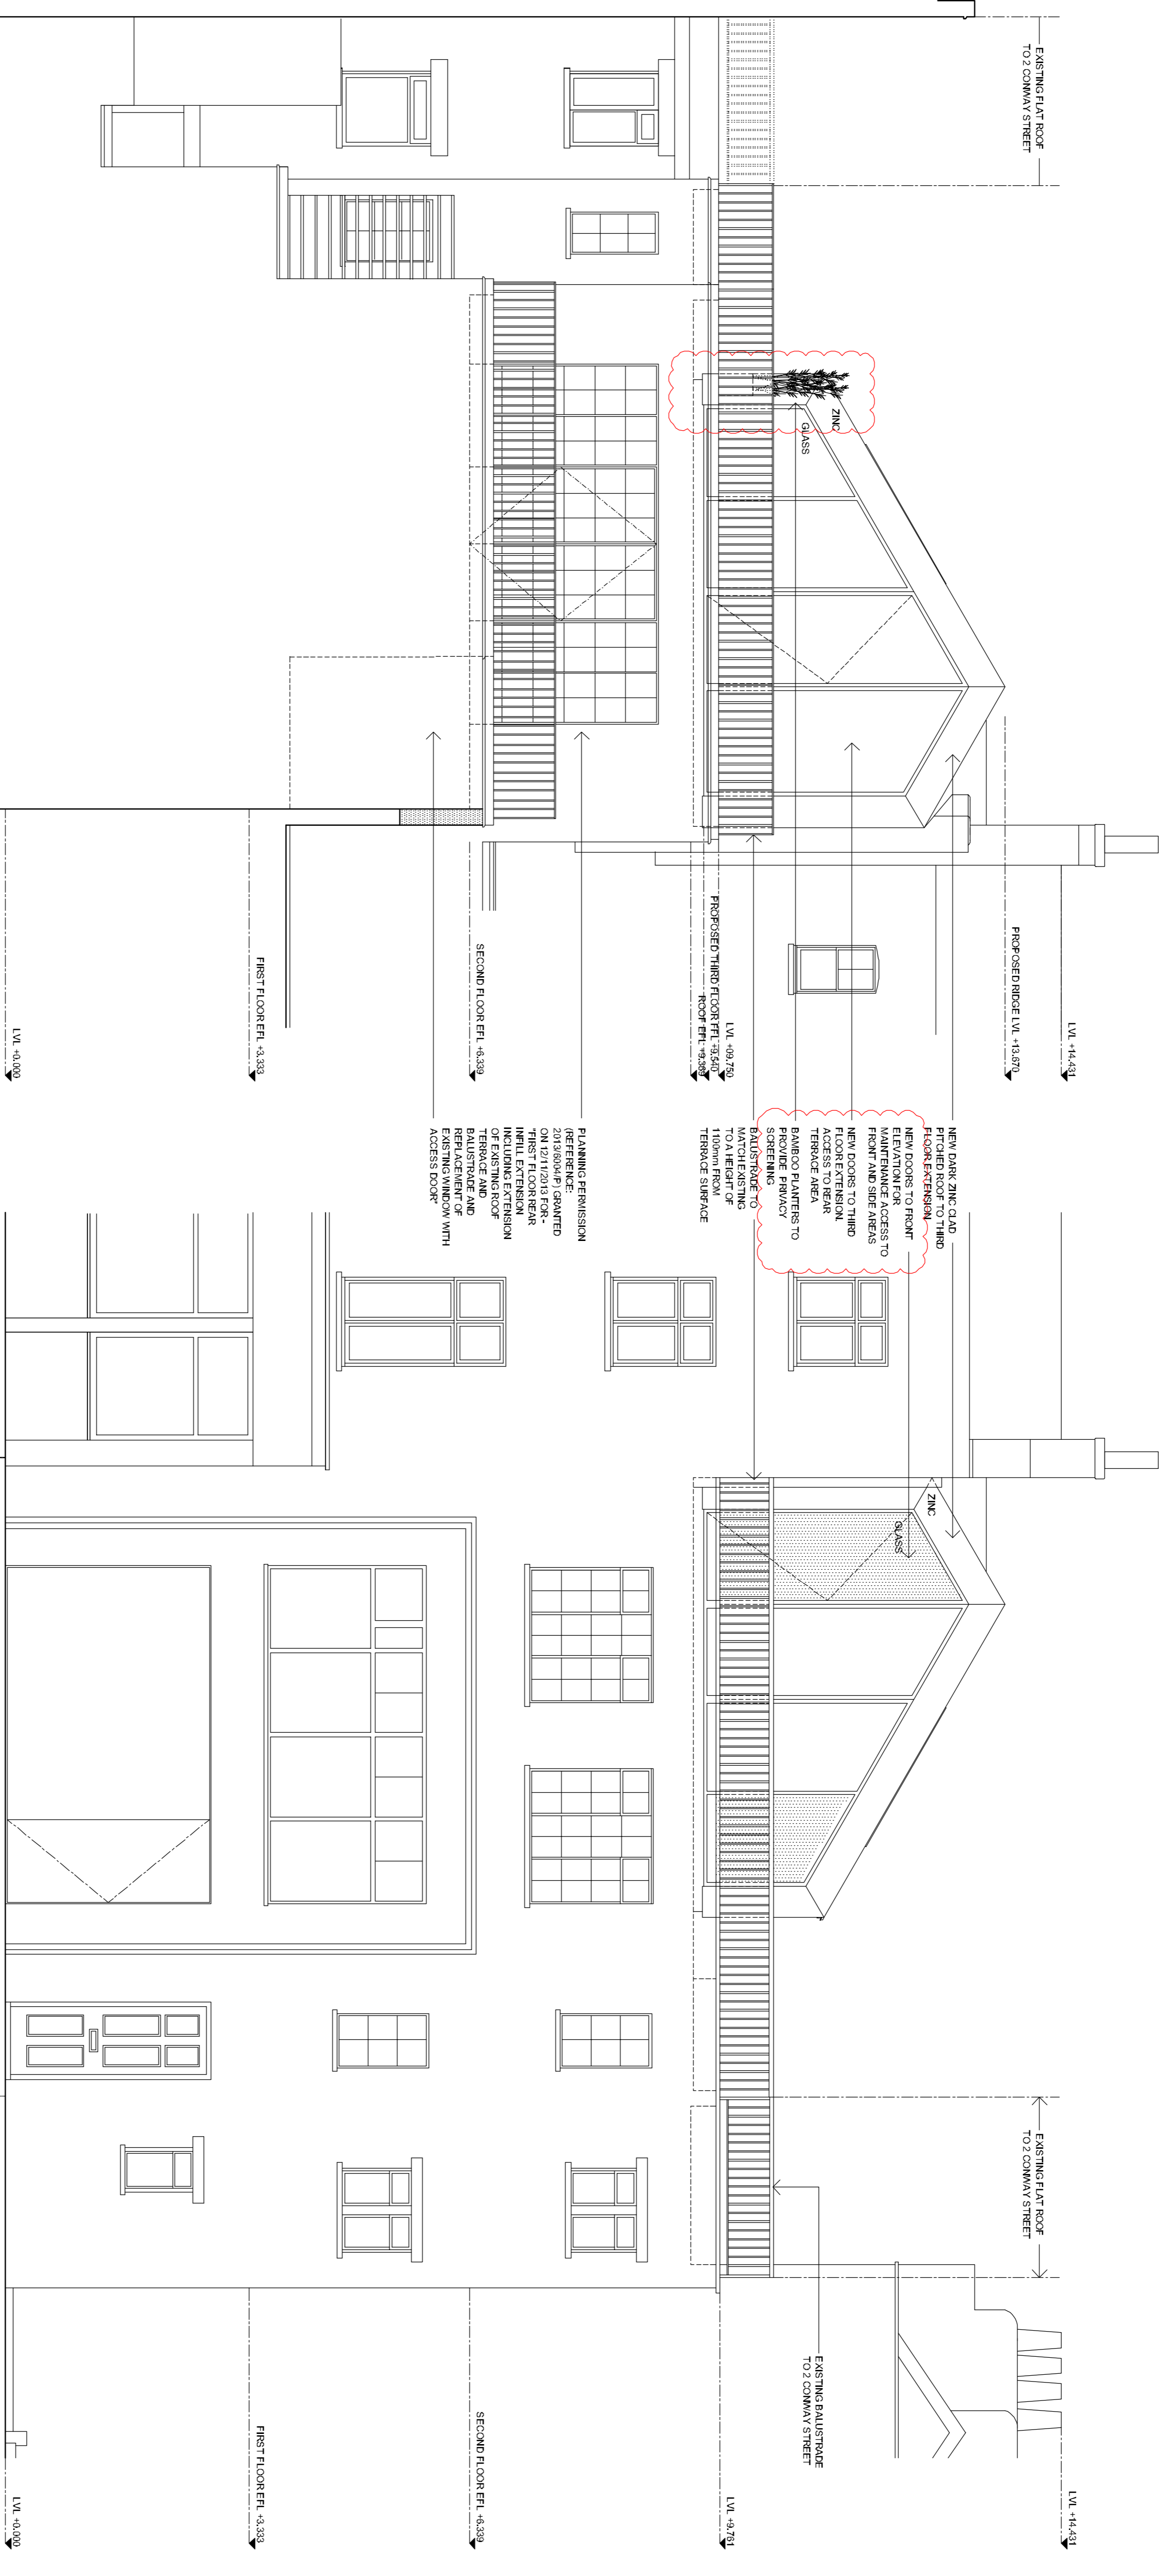 EXISTING FLAT ROOF
TO 2 CONWAY STREET
ZINC
GLASS
LVL +14.431
PROPOSED RIDGE LVL +13.670
LVL +09.750
PROPOSED THIRD FLOOR FFL +9.540
ROOF EFL +9.369
SECOND FLOOR EFL +6.339
FIRST FLOOR EFL +3.333
LVL +0.000
NEW DARK ZINC CLAD
PITCHED ROOF TO THIRD
FLOOR EXTENSION
NEW DOORS TO FRONT
ELEVATION FOR
MAINTENANCE ACCESS TO
FRONT AND SIDE AREAS
NEW DOORS TO THIRD
FLOOR EXTENSION.
ACCESS TO REAR
TERRACE AREA
BAMBOO PLANTERS TO
PROVIDE PRIVACY
SCREENING
BALUSTRADE TO
MATCH EXISTING
TO A HEIGHT OF
1100mm FROM
TERRACE SURFACE
PLANNING PERMISSION
(REFERENCE:
2013/6004/P) GRANTED
ON 12/11/2013 FOR -
"FIRST FLOOR REAR
INFILL EXTENSION
INCLUDING EXTENSION
OF EXISTING ROOF
TERRACE AND
BALUSTRADE AND
REPLACEMENT OF
EXISTING WINDOW WITH
ACCESS DOOR"
ZINC
GLASS
EXISTING FLAT ROOF
TO 2 CONWAY STREET
EXISTING BALUSTRADE
TO 2 CONWAY STREET
LVL +14.431
LVL +9.761
SECOND FLOOR EFL +6.339
FIRST FLOOR EFL +3.333
LVL +0.000